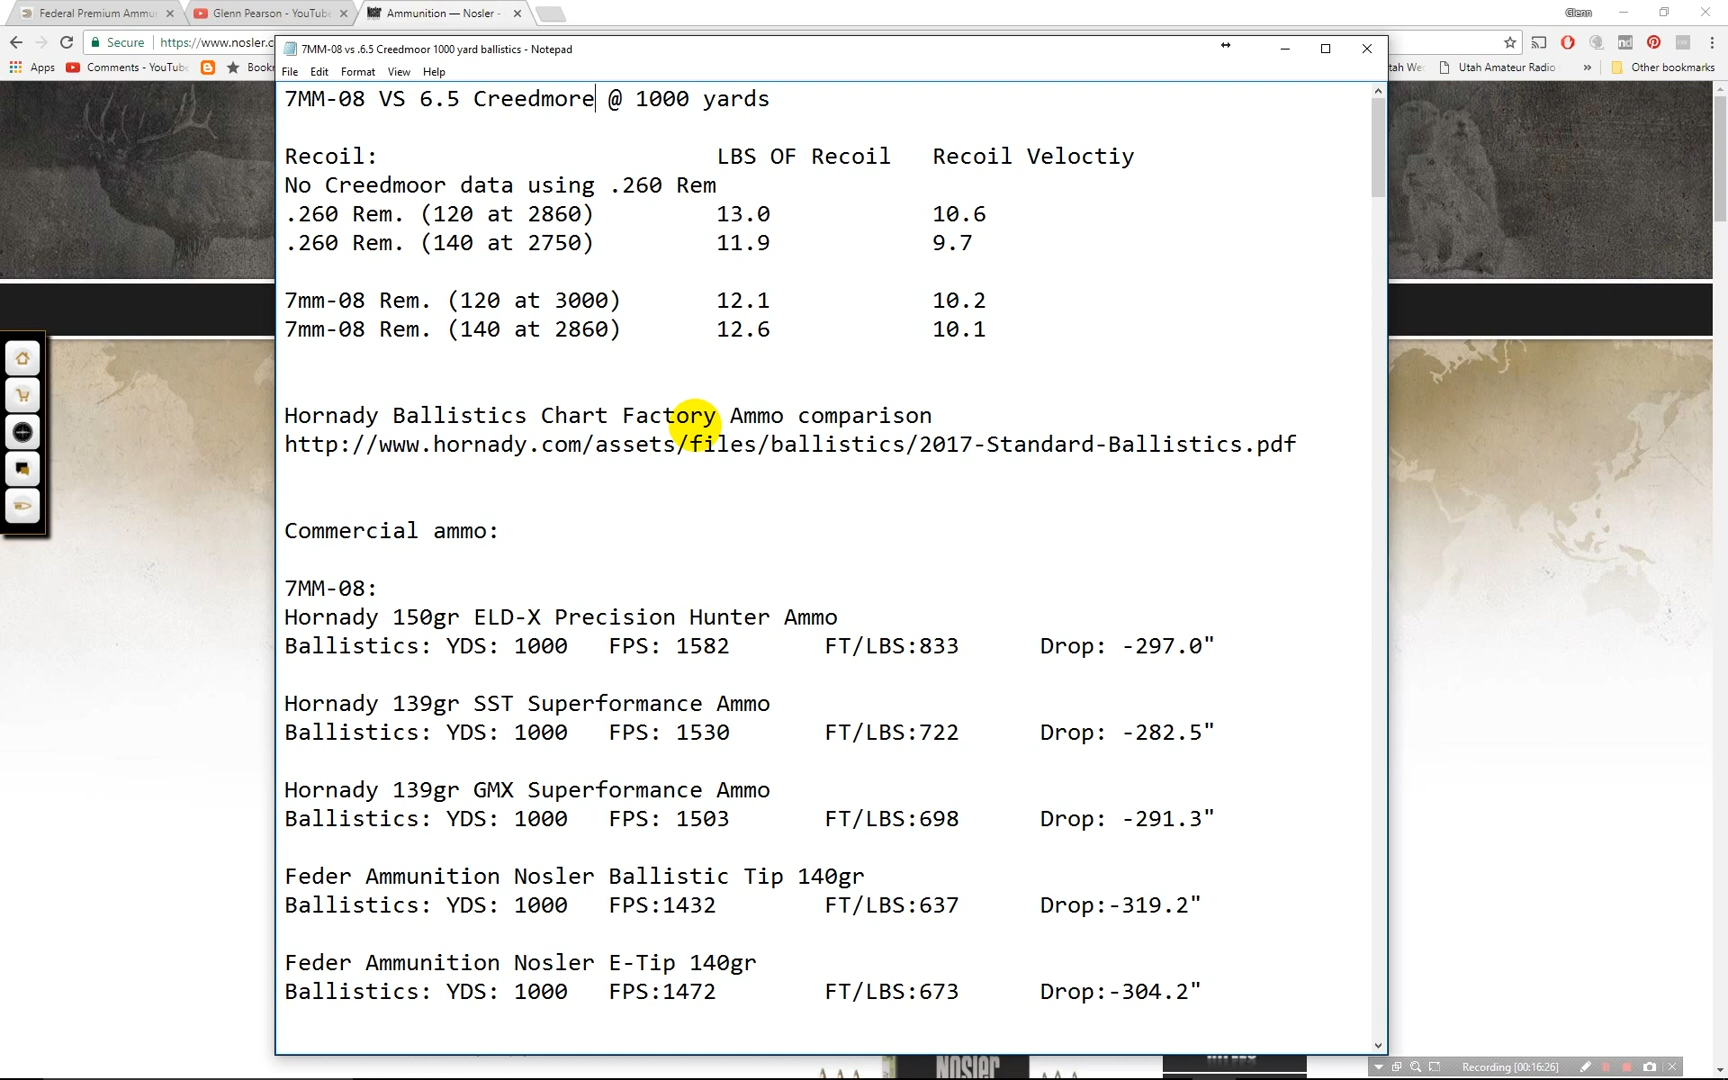 Federal Premium Ammu
Glenn Pearson - YouTube
Ammunition — Nosler -
Glenn
Secure
https://www.nosler.c
Apps
Comments - YouTube
Book
tah We
Utah Amateur Radio
»
Other bookmarks
7MM-08 vs .6.5 Creedmoor 1000 yard ballistics - Notepad
File Edit Format View Help
7MM-08 VS 6.5 Creedmore @ 1000 yards
Recoil: LBS OF Recoil Recoil Veloctiy
No Creedmoor data using .260 Rem
.260 Rem. (120 at 2860) 13.0 10.6
.260 Rem. (140 at 2750) 11.9 9.7
7mm-08 Rem. (120 at 3000) 12.1 10.2
7mm-08 Rem. (140 at 2860) 12.6 10.1
Hornady Ballistics Chart Factory Ammo comparison
http://www.hornady.com/assets/files/ballistics/2017-Standard-Ballistics.pdf
Commercial ammo:
7MM-08:
Hornady 150gr ELD-X Precision Hunter Ammo
Ballistics: YDS: 1000 FPS: 1582 FT/LBS:833 Drop: -297.0"
Hornady 139gr SST Superformance Ammo
Ballistics: YDS: 1000 FPS: 1530 FT/LBS:722 Drop: -282.5"
Hornady 139gr GMX Superformance Ammo
Ballistics: YDS: 1000 FPS: 1503 FT/LBS:698 Drop: -291.3"
Feder Ammunition Nosler Ballistic Tip 140gr
Ballistics: YDS: 1000 FPS:1432 FT/LBS:637 Drop:-319.2"
Feder Ammunition Nosler E-Tip 140gr
Ballistics: YDS: 1000 FPS:1472 FT/LBS:673 Drop:-304.2"
Nosler
Recording [00:16:26]